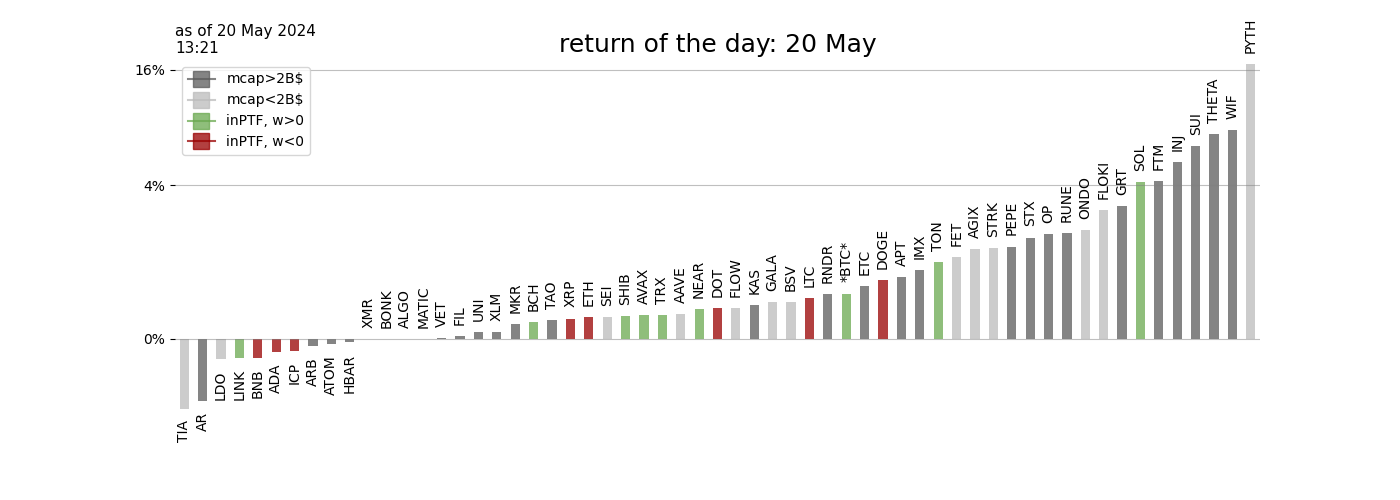 as of 20 May 2024
13:21
return of the day: 20 May
16%
4%
0%
mcap>2B$
mcap<2B$
inPTF, w>0
inPTF, w<0
TIA
AR
LDO
LINK
BNB
ADA
ICP
ARB
ATOM
HBAR
XMR
BONK
ALGO
MATIC
VET
FIL
UNI
XLM
MKR
BCH
TAO
XRP
ETH
SEI
SHIB
AVAX
TRX
AAVE
NEAR
DOT
FLOW
KAS
GALA
BSV
LTC
RNDR
*BTC*
ETC
DOGE
APT
IMX
TON
FET
AGIX
STRK
PEPE
STX
OP
RUNE
ONDO
FLOKI
GRT
SOL
FTM
INJ
SUI
THETA
WIF
PYTH